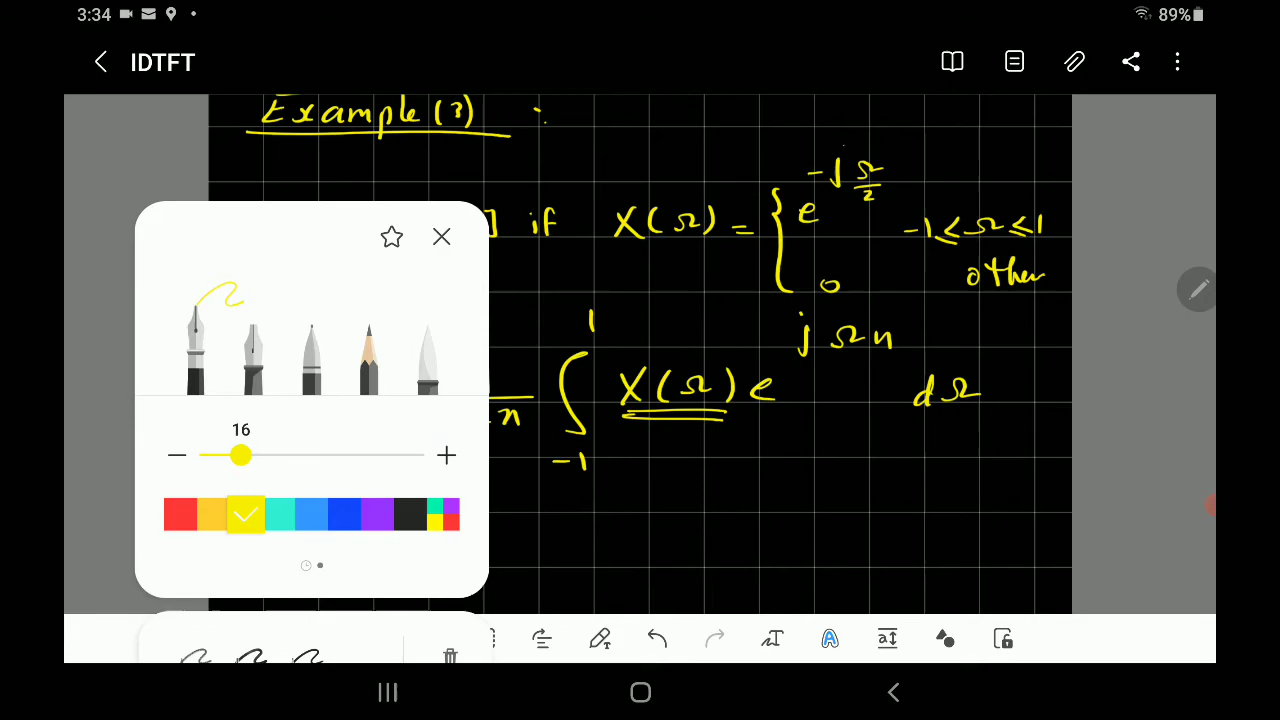 3:34 89%
IDTFT
Example (3) :
] if X(Ω) = { e^{-jΩ/2} -1 ≤ Ω ≤ 1
0 other
1
∫ X(Ω) e^{jΩn} dΩ
-1
16